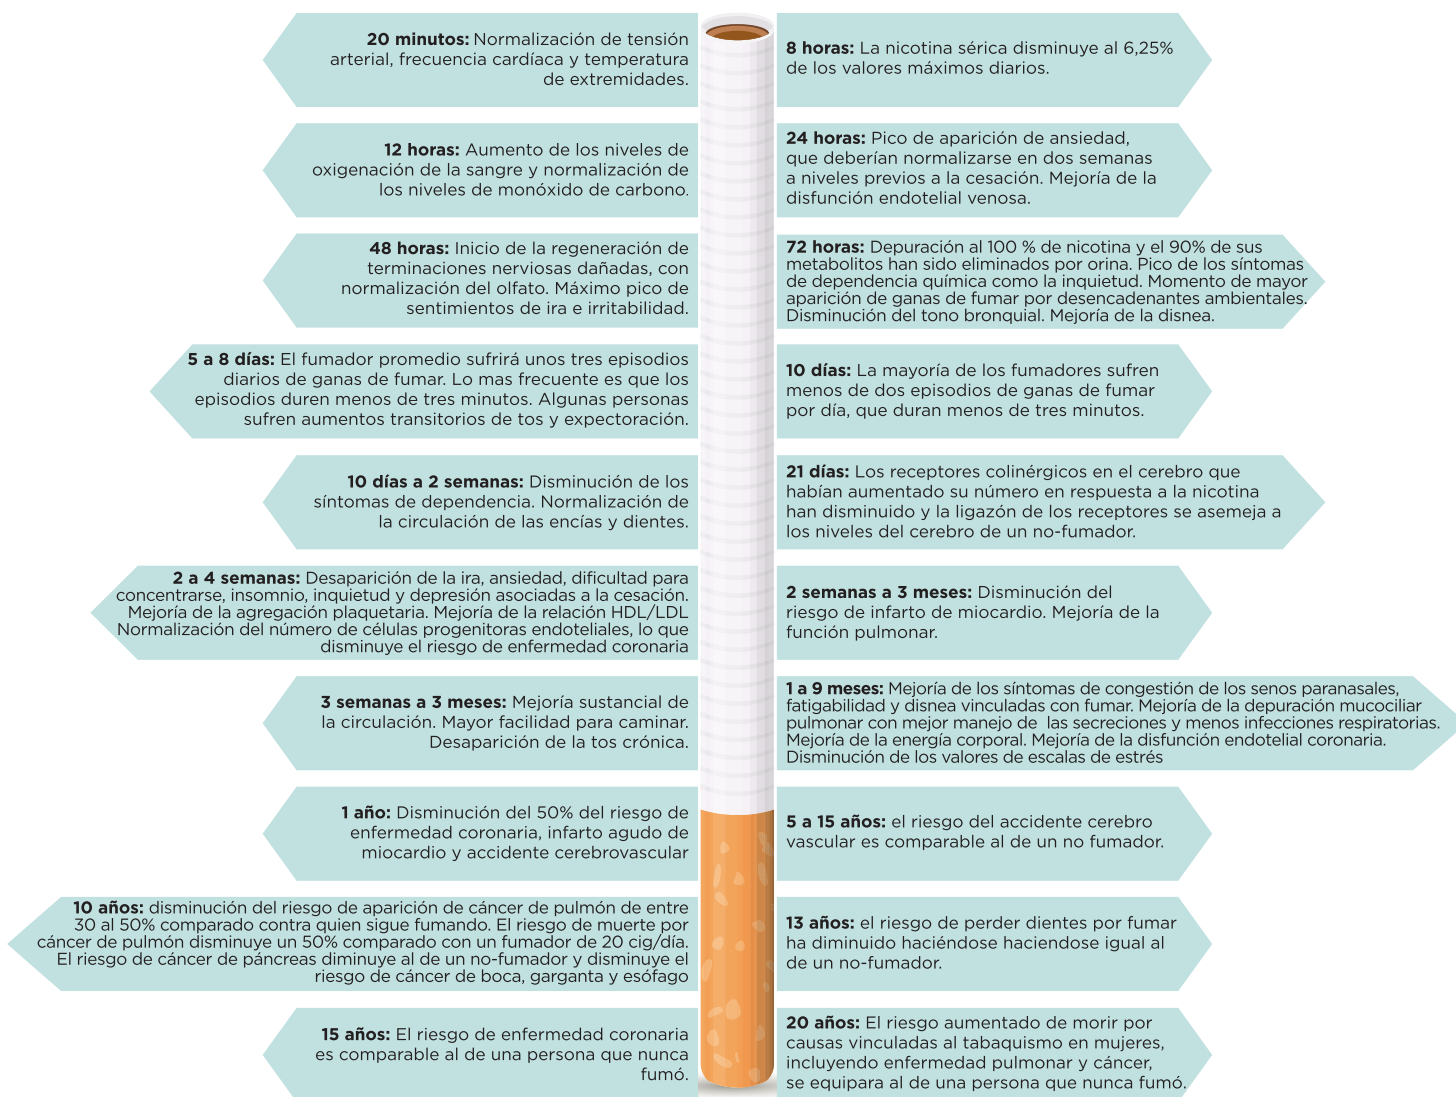 20 minutos: Normalización de tensión
arterial, frecuencia cardíaca y temperatura
de extremidades.
8 horas: La nicotina sérica disminuye al 6,25%
de los valores máximos diarios.
12 horas: Aumento de los niveles de
oxigenación de la sangre y normalización de
los niveles de monóxido de carbono.
24 horas: Pico de aparición de ansiedad,
que deberían normalizarse en dos semanas
a niveles previos a la cesación. Mejoría de la
disfunción endotelial venosa.
48 horas: Inicio de la regeneración de
terminaciones nerviosas dañadas, con
normalización del olfato. Máximo pico de
sentimientos de ira e irritabilidad.
72 horas: Depuración al 100 % de nicotina y el 90% de sus
metabolitos han sido eliminados por orina. Pico de los síntomas
de dependencia química como la inquietud. Momento de mayor
aparición de ganas de fumar por desencadenantes ambientales.
Disminución del tono bronquial. Mejoría de la disnea.
5 a 8 días: El fumador promedio sufrirá unos tres episodios
diarios de ganas de fumar. Lo mas frecuente es que los
episodios duren menos de tres minutos. Algunas personas
sufren aumentos transitorios de tos y expectoración.
10 días: La mayoría de los fumadores sufren
menos de dos episodios de ganas de fumar
por día, que duran menos de tres minutos.
10 días a 2 semanas: Disminución de los
síntomas de dependencia. Normalización de
la circulación de las encías y dientes.
21 días: Los receptores colinérgicos en el cerebro que
habían aumentado su número en respuesta a la nicotina
han disminuido y la ligazón de los receptores se asemeja a
los niveles del cerebro de un no-fumador.
2 a 4 semanas: Desaparición de la ira, ansiedad, dificultad para
concentrarse, insomnio, inquietud y depresión asociadas a la cesación.
Mejoría de la agregación plaquetaria. Mejoría de la relación HDL/LDL
Normalización del número de células progenitoras endoteliales, lo que
disminuye el riesgo de enfermedad coronaria
2 semanas a 3 meses: Disminución del
riesgo de infarto de miocardio. Mejoría de la
función pulmonar.
3 semanas a 3 meses: Mejoría sustancial de
la circulación. Mayor facilidad para caminar.
Desaparición de la tos crónica.
1 a 9 meses: Mejoría de los síntomas de congestión de los senos paranasales,
fatigabilidad y disnea vinculadas con fumar. Mejoría de la depuración mucociliar
pulmonar con mejor manejo de  las secreciones y menos infecciones respiratorias.
Mejoría de la energía corporal. Mejoría de la disfunción endotelial coronaria.
Disminución de los valores de escalas de estrés
1 año: Disminución del 50% del riesgo de
enfermedad coronaria, infarto agudo de
miocardio y accidente cerebrovascular
5 a 15 años: el riesgo del accidente cerebro
vascular es comparable al de un no fumador.
10 años: disminución del riesgo de aparición de cáncer de pulmón de entre
30 al 50% comparado contra quien sigue fumando. El riesgo de muerte por
cáncer de pulmón disminuye un 50% comparado con un fumador de 20 cig/día.
El riesgo de cáncer de páncreas diminuye al de un no-fumador y disminuye el
riesgo de cáncer de boca, garganta y esófago
13 años: el riesgo de perder dientes por fumar
ha diminuido haciéndose haciendose igual al
de un no-fumador.
15 años: El riesgo de enfermedad coronaria
es comparable al de una persona que nunca
fumó.
20 años: El riesgo aumentado de morir por
causas vinculadas al tabaquismo en mujeres,
incluyendo enfermedad pulmonar y cáncer,
se equipara al de una persona que nunca fumó.